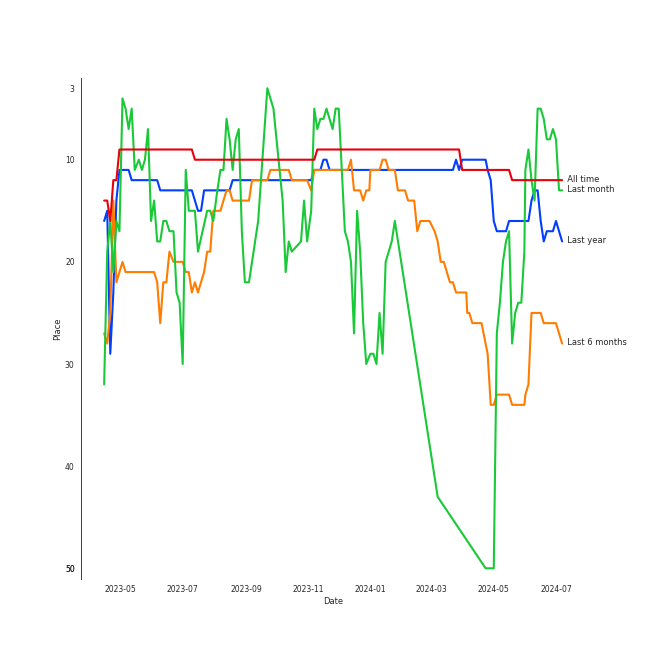 3
10
20
30
40
50
Place
2023-05
2023-07
2023-09
2023-11
2024-01
2024-03
2024-05
2024-07
Date
All time
Last month
Last year
Last 6 months